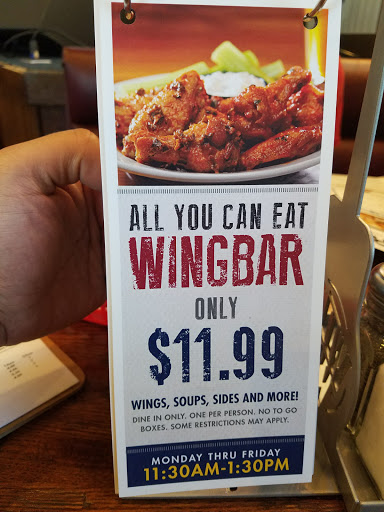 ALL YOU CAN EAT
WINGBAR
ONLY
$11.99
WINGS, SOUPS, SIDES AND MORE!
DINE IN ONLY. ONE PER PERSON. NO TO GO
BOXES. SOME RESTRICTIONS MAY APPLY.
MONDAY THRU FRIDAY
11:30AM-1:30PM